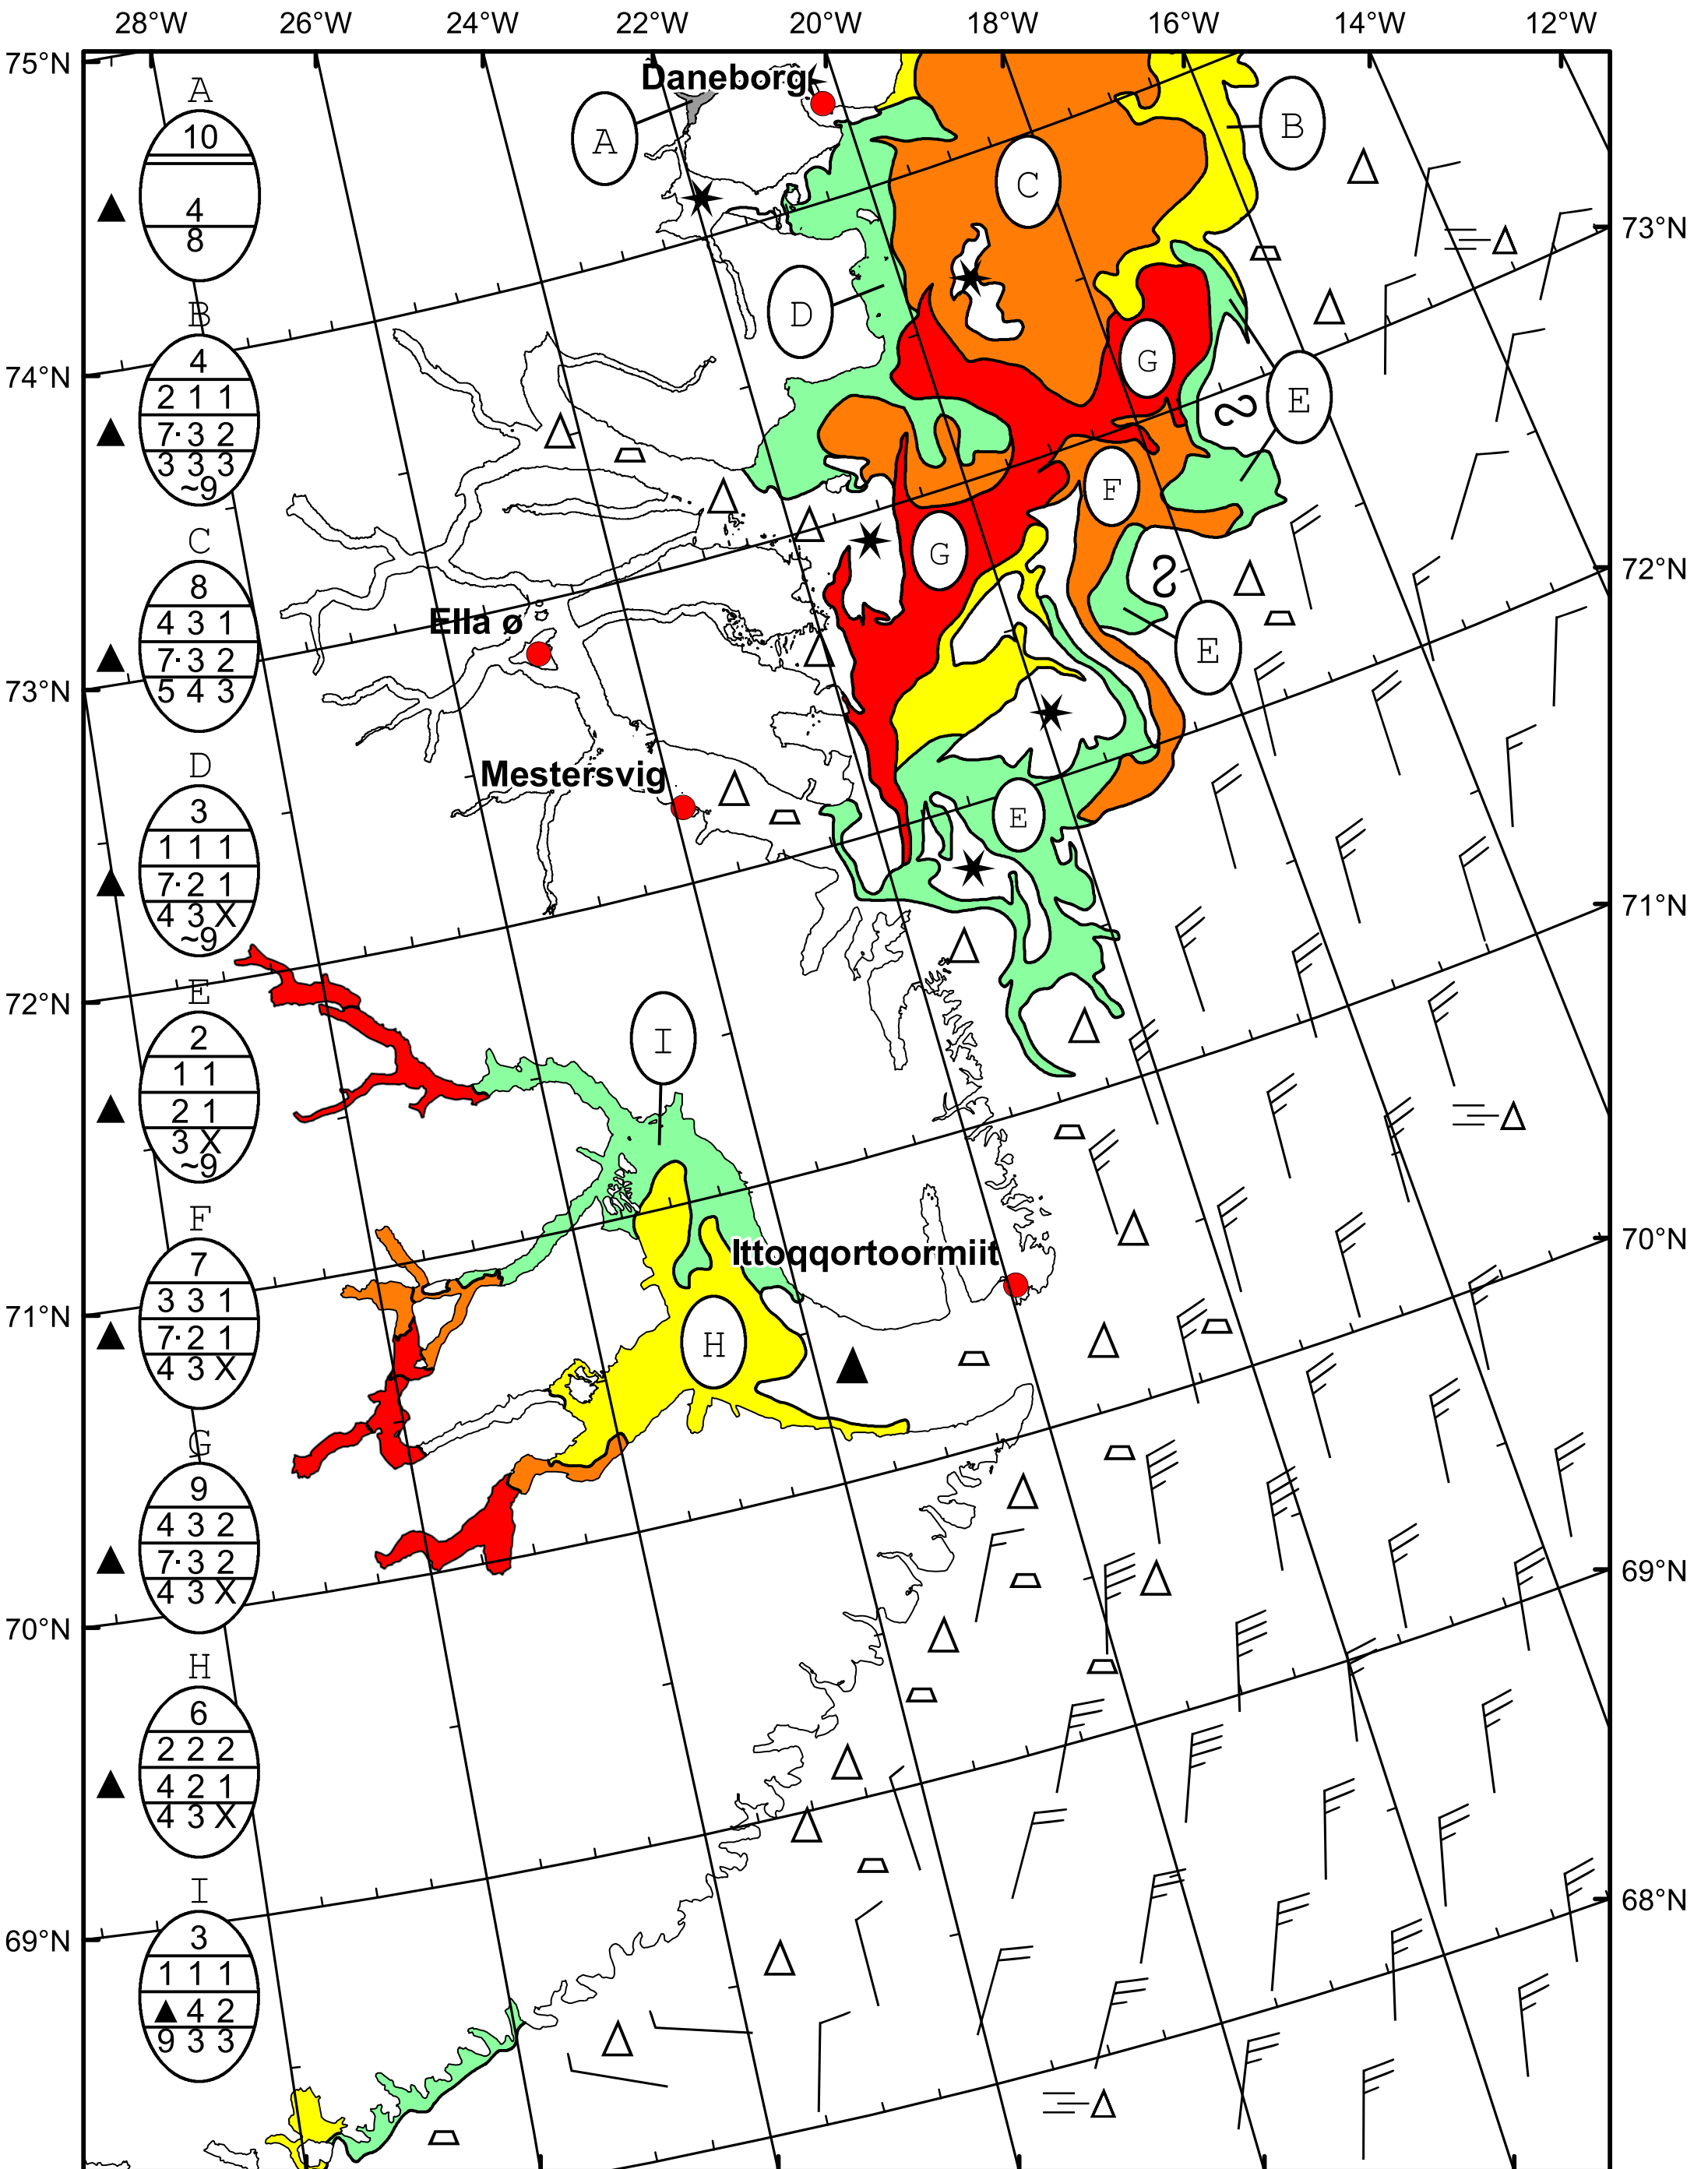 28°W 26°W 24°W 22°W 20°W 18°W 16°W 14°W 12°W
75°N
Daneborg
A
10
4
8
A
B
C
73°N
D
B
4
2 1 1
7· 3 2
3 3 3
~9
74°N
G
E
F
C
8
4 3 1
7· 3 2
5 4 3
G
72°N
Ella ø
E
73°N
Mestersvig
D
3
1 1 1
7· 2 1
4 3 X
~9
E
71°N
72°N
E
2
1 1
2 1
3 X
~9
I
F
7
3 3 1
7· 2 1
4 3 X
70°N
Ittoqqortoormiit
71°N
H
G
9
4 3 2
7· 3 2
4 3 X
69°N
70°N
H
6
2 2 2
4 2 1
4 3 X
68°N
69°N
I
3
1 1 1
▲ 4 2
9 3 3